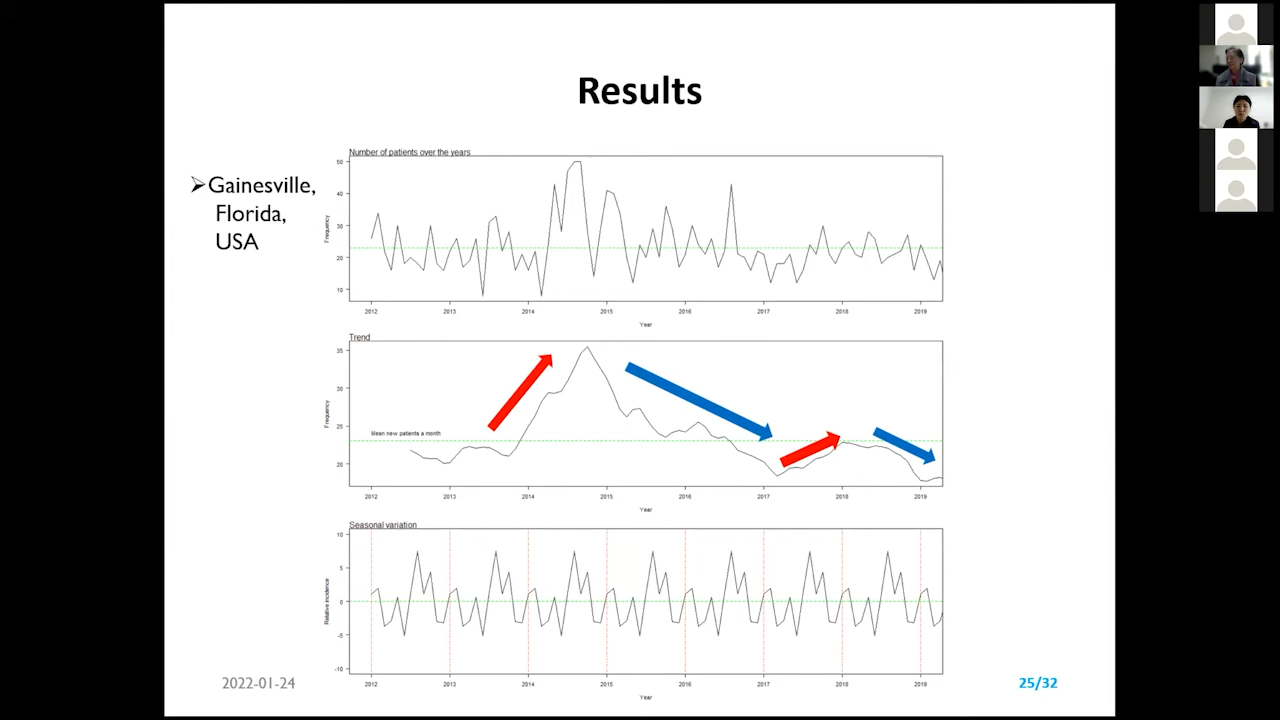 Results
➢Gainesville,
Florida,
USA
Number of patients over the years
50
40
30
20
10
Frequency
2012 2013 2014 2015 2016 2017 2018 2019
Year
Trend
35
30
25
20
Frequency
Mean new patients a month
2012 2013 2014 2015 2016 2017 2018 2019
Year
Seasonal variation
10
5
0
-5
-10
Relative incidence
2012 2013 2014 2015 2016 2017 2018 2019
Year
2022-01-24
25/32